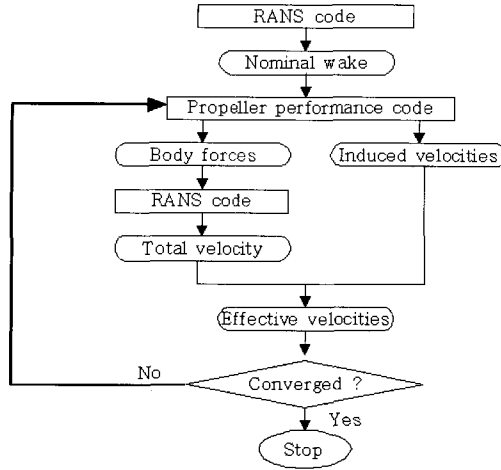 RANS code
Nominal wake
Propeller performance code
Body forces
Induced velocities
RANS code
Total velocity
Effective velocities
Converged ?
No
Yes
Stop